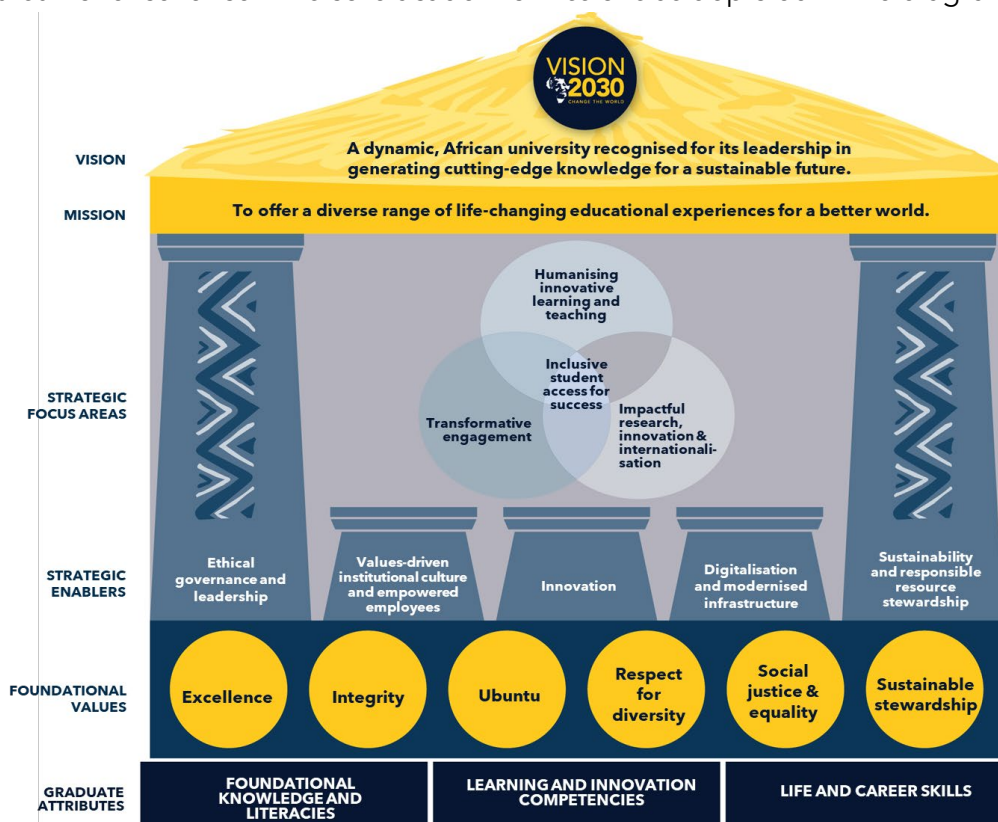 VISION
2030
CHANGE THE WORLD
VISION
A dynamic, African university recognised for its leadership in
generating cutting-edge knowledge for a sustainable future.
MISSION
To offer a diverse range of life-changing educational experiences for a better world.
STRATEGIC
FOCUS AREAS
Humanising
innovative
learning and
teaching
Inclusive
student
access for
success
Transformative
engagement
Impactful
research,
innovation &
internationali-
sation
STRATEGIC
ENABLERS
Ethical
governance and
leadership
Values-driven
institutional culture
and empowered
employees
Innovation
Digitalisation
and modernised
infrastructure
Sustainability
and responsible
resource
stewardship
FOUNDATIONAL
VALUES
Excellence
Integrity
Ubuntu
Respect
for
diversity
Social
justice &
equality
Sustainable
stewardship
GRADUATE
ATTRIBUTES
FOUNDATIONAL
KNOWLEDGE AND
LITERACIES
LEARNING AND INNOVATION
COMPETENCIES
LIFE AND CAREER SKILLS